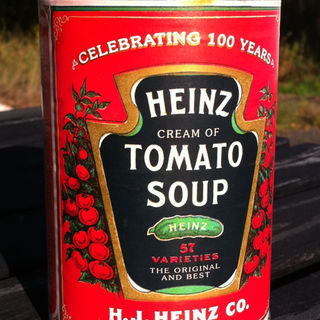 CELEBRATING 100 YEARS
HEINZ
CREAM OF
TOMATO
SOUP
HEINZ
57
VARIETIES
THE ORIGINAL
AND BEST
H.J. HEINZ CO.